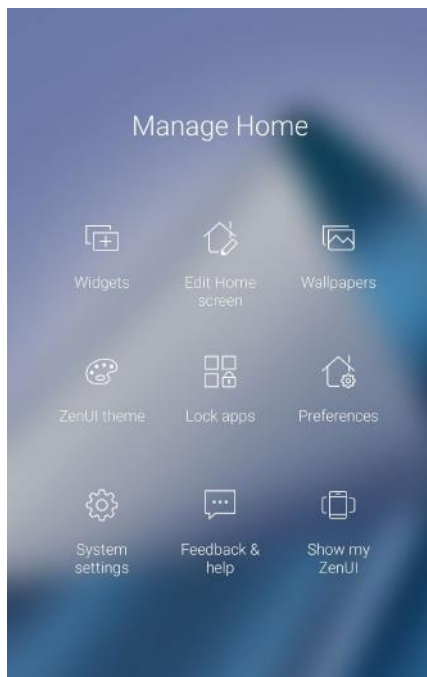 Manage Home
Widgets
Edit Home
screen
Wallpapers
ZenUI theme
Lock apps
Preferences
System
settings
Feedback &
help
Show my
ZenUI